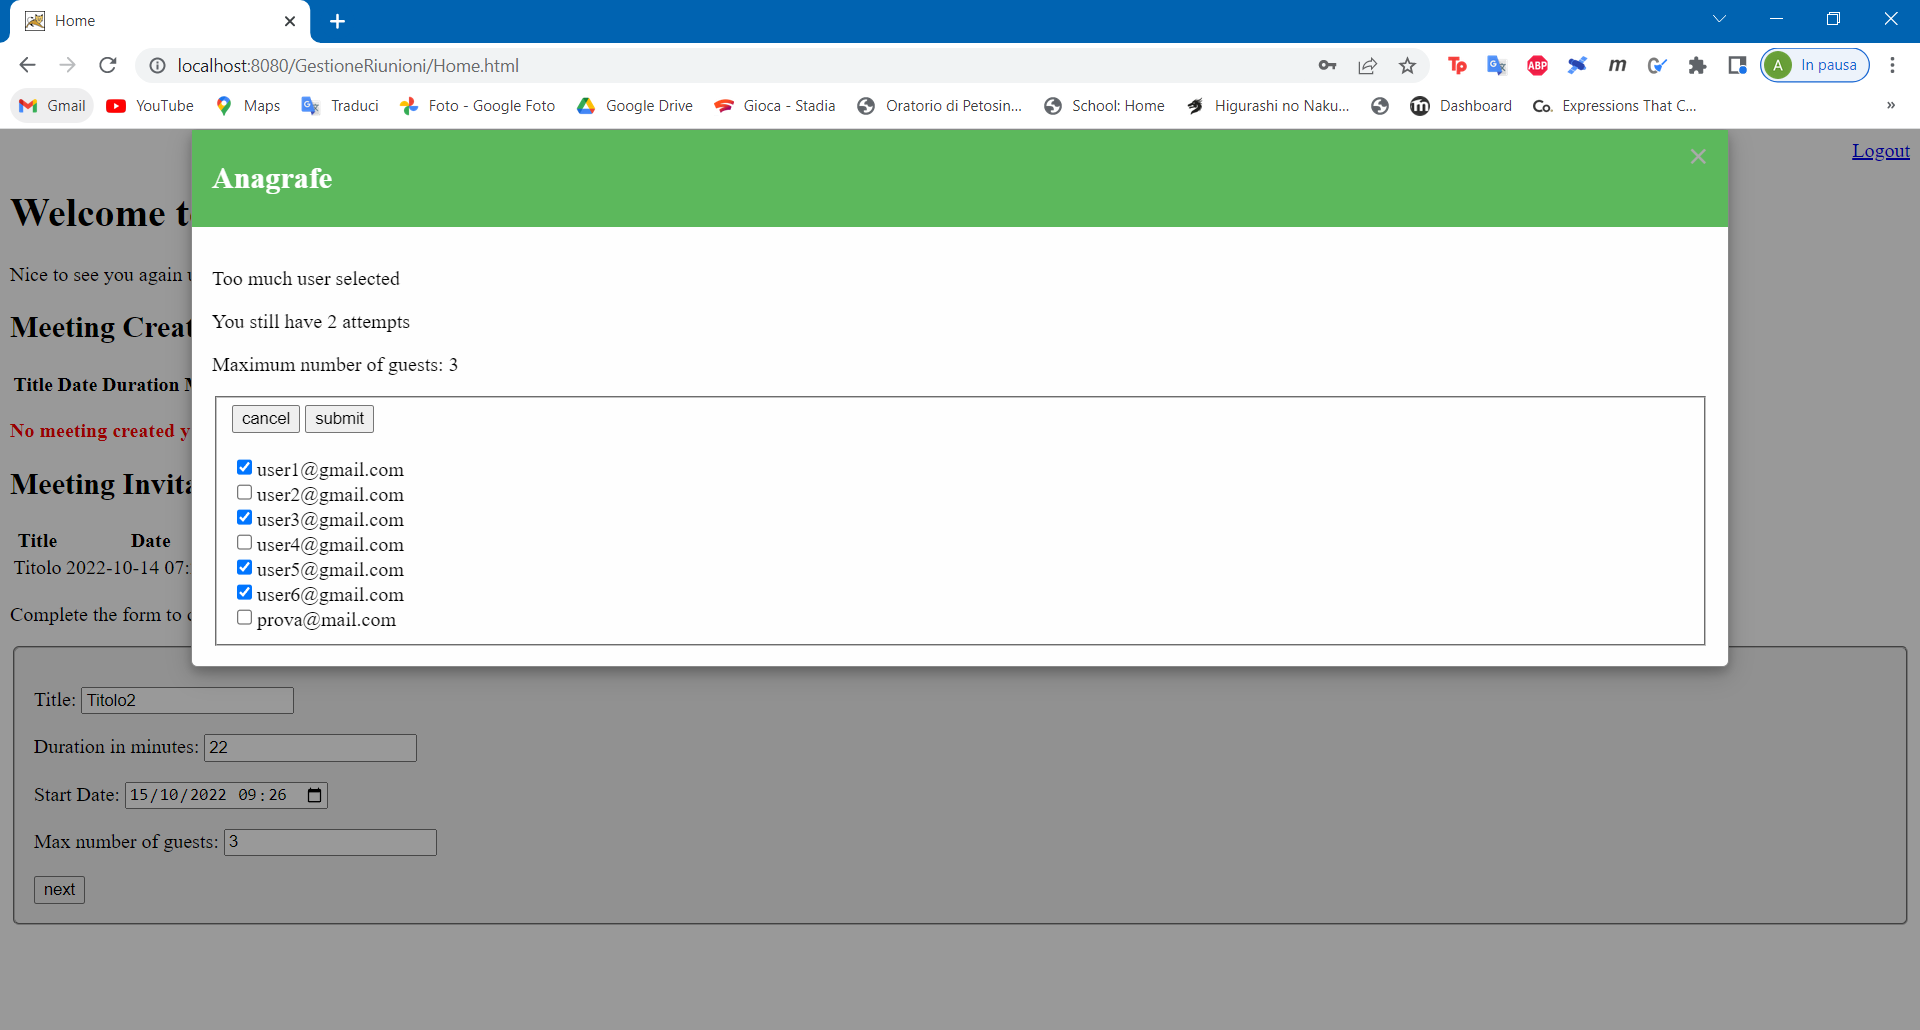 Home
localhost:8080/GestioneRiunioni/Home.html
Tp
G
ABP
m
A In pausa
Gmail YouTube Maps Traduci Foto - Google Foto Google Drive Gioca - Stadia Oratorio di Petosin... School: Home Higurashi no Naku... Dashboard Co. Expressions That C... »
Logout
Anagrafe
Welcome t
Nice to see you again
Too much user selected
You still have 2 attempts
Meeting Creat
Maximum number of guests: 3
Title Date Duration
cancel submit
No meeting created y
user1@gmail.com
Meeting Invita
user2@gmail.com
user3@gmail.com
Title Date
user4@gmail.com
Titolo 2022-10-14 07:
user5@gmail.com
user6@gmail.com
Complete the form to
prova@mail.com
Title: Titolo2
Duration in minutes: 22
Start Date: 15/10/2022 09:26
Max number of guests: 3
next